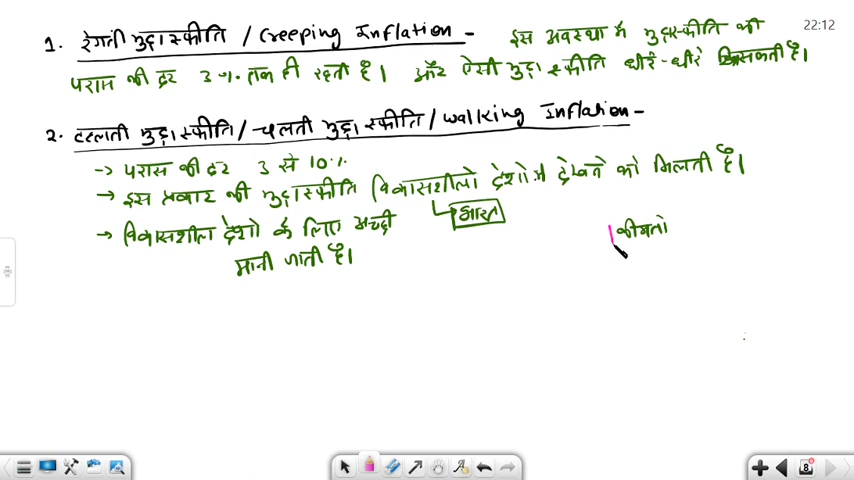 22:12
1. रेंगती मुद्रा स्फीति / Creeping Inflation - इस अवस्था में मुद्रास्फीति की
परास की दर 3% तक ही रहती है। और ऐसी मुद्रा स्फीति धीरे-धीरे खिसकती है।
2. टहलती मुद्रा स्फीति / चलती मुद्रा स्फीति / Walking Inflation -
→ परास की दर 3 से 10%
→ इस प्रकार की मुद्रास्फीति विकासशीलो देशो में देखने को मिलती है।
भारत
→ विकासशील देशो के लिए अच्छी
मानी जाती है।
कीमतो
8